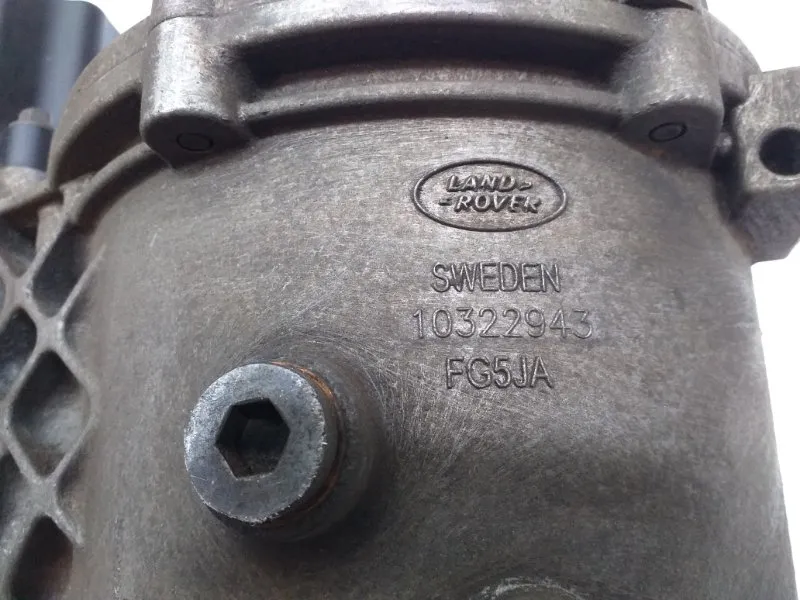 LAND
-ROVER
SWEDEN
10322943
FG5JA